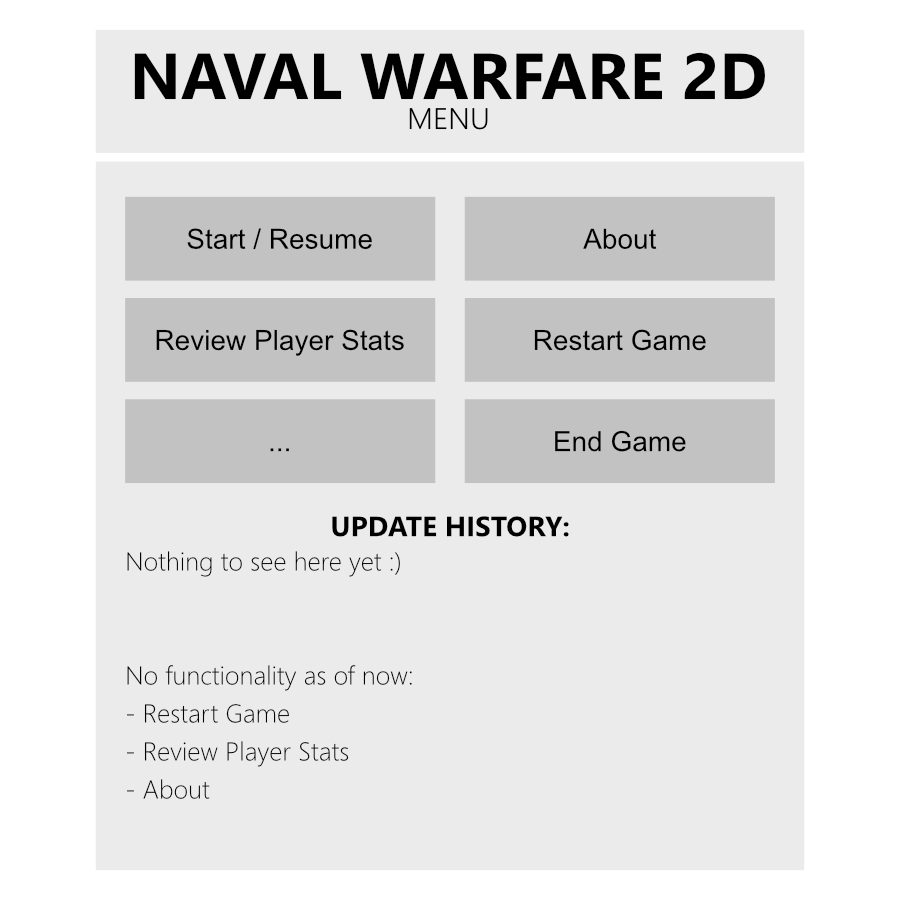 NAVAL WARFARE 2D
MENU
Start / Resume
About
Review Player Stats
Restart Game
...
End Game
UPDATE HISTORY:
Nothing to see here yet :)
No functionality as of now:
- Restart Game
- Review Player Stats
- About